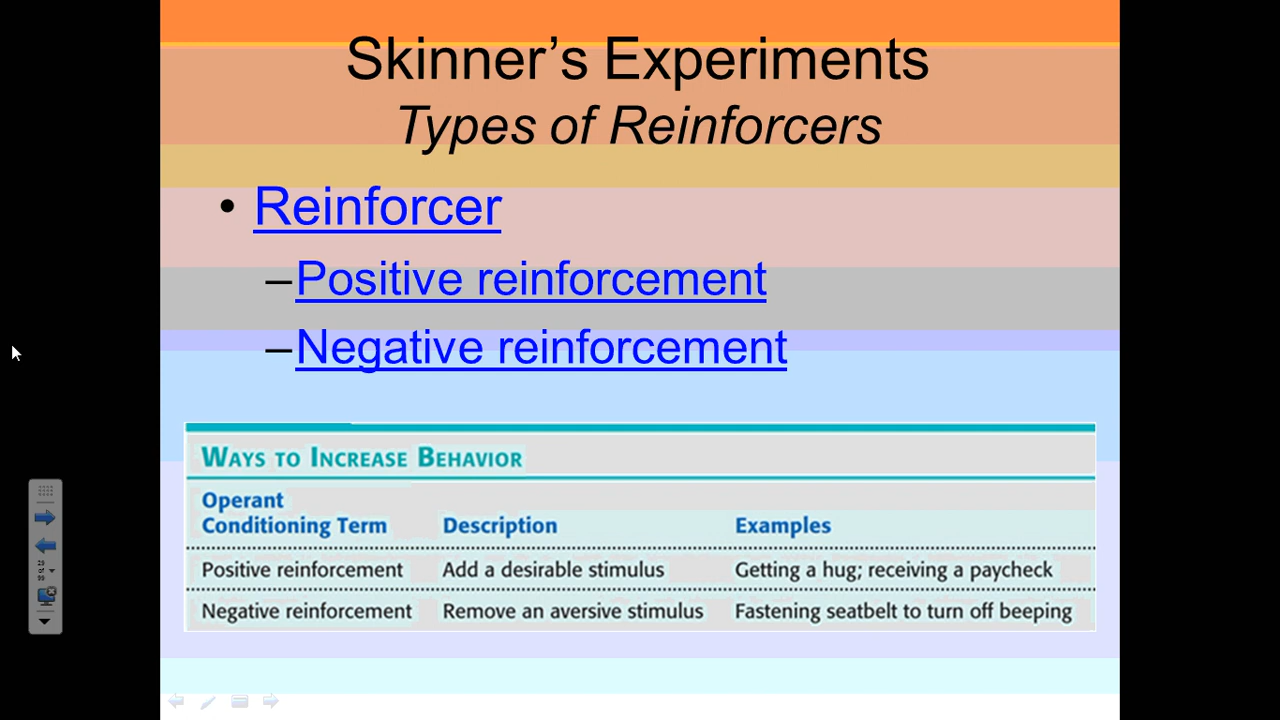 Skinner’s Experiments
Types of Reinforcers
• Reinforcer
–Positive reinforcement
–Negative reinforcement
WAYS TO INCREASE BEHAVIOR
Operant
Conditioning Term Description Examples
Positive reinforcement Add a desirable stimulus Getting a hug; receiving a paycheck
Negative reinforcement Remove an aversive stimulus Fastening seatbelt to turn off beeping